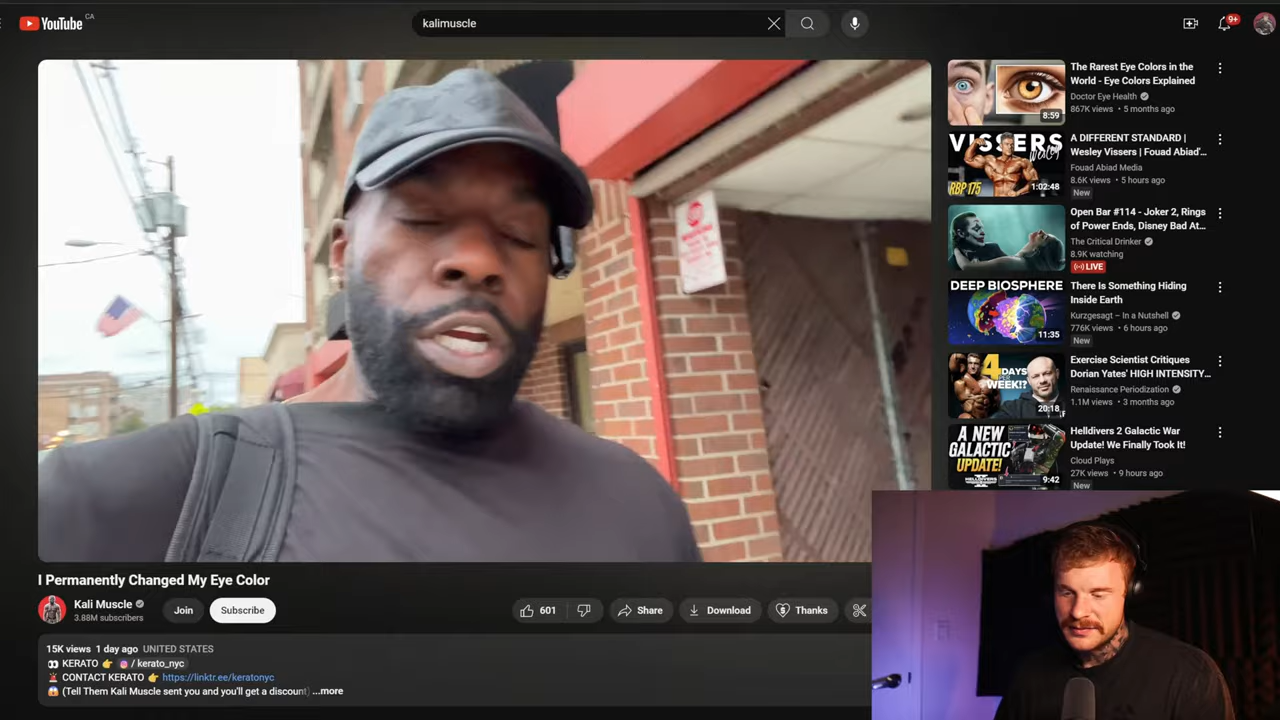 YouTube CA
kalimuscle
9+
The Rarest Eye Colors in the
World - Eye Colors Explained
Doctor Eye Health
867K views • 5 months ago
8:59
VISSERS
Wesley
RBP 175
1:02:48
A DIFFERENT STANDARD |
Wesley Vissers | Fouad Abiad'...
Fouad Abiad Media
8.6K views • 5 hours ago
New
Open Bar #114 - Joker 2, Rings
of Power Ends, Disney Bad At...
The Critical Drinker
8.9K watching
LIVE
DEEP BIOSPHERE
11:35
There Is Something Hiding
Inside Earth
Kurzgesagt – In a Nutshell
776K views • 6 hours ago
New
4 DAYS
PER WEEK!?
20:18
Exercise Scientist Critiques
Dorian Yates' HIGH INTENSITY...
Renaissance Periodization
1.1M views • 3 months ago
A NEW
GALACTIC
UPDATE!
9:42
Helldivers 2 Galactic War
Update! We Finally Took It!
Cloud Plays
27K views • 9 hours ago
New
I Permanently Changed My Eye Color
Kali Muscle
3.88M subscribers
Join
Subscribe
601
Share
Download
Thanks
15K views 1 day ago UNITED STATES
KERATO / kerato_nyc
CONTACT KERATO https://linktr.ee/keratonyc
(Tell Them Kali Muscle sent you and you'll get a discount) ...more